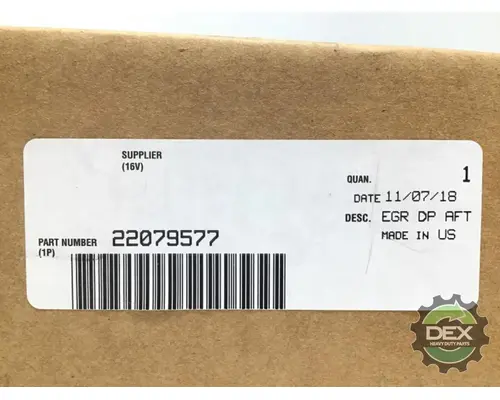 SUPPLIER
(16V)
QUAN. 1
DATE 11/07/18
DESC. EGR DP AFT
MADE IN US
PART NUMBER 22079577
(1P)
DEX
HEAVY DUTY PARTS